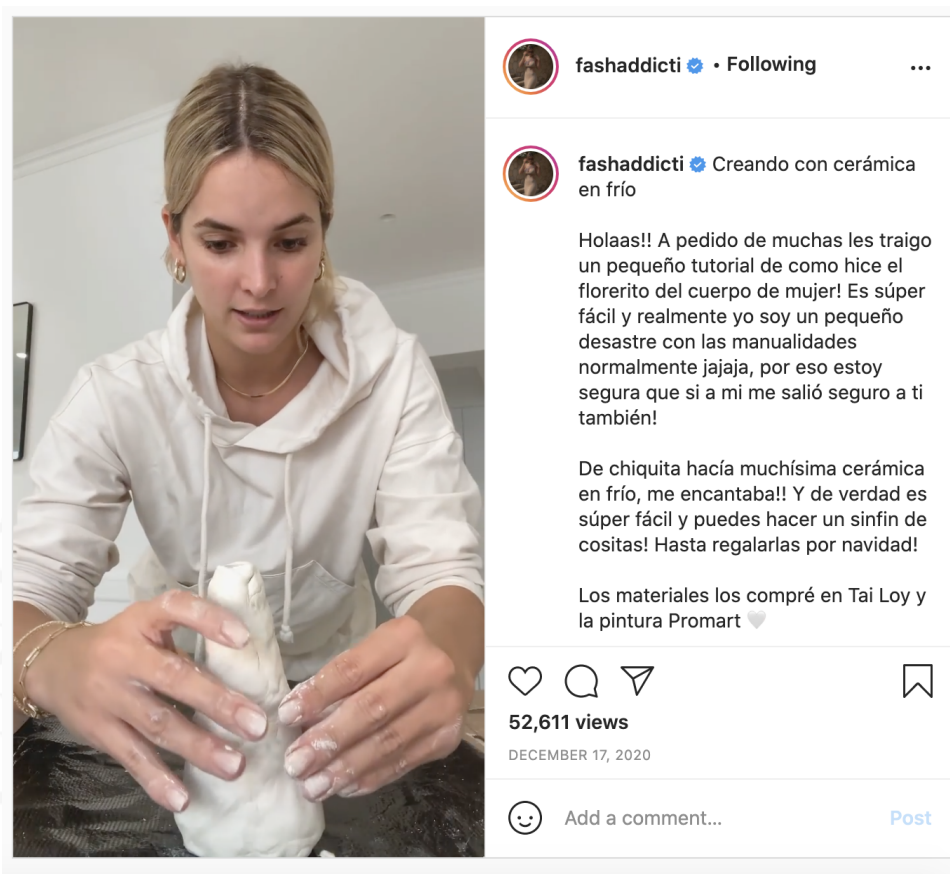 fashaddicti • Following
fashaddicti Creando con cerámica
en frío
Holaas!! A pedido de muchas les traigo
un pequeño tutorial de como hice el
florerito del cuerpo de mujer! Es súper
fácil y realmente yo soy un pequeño
desastre con las manualidades
normalmente jajaja, por eso estoy
segura que si a mi me salió seguro a ti
también!
De chiquita hacía muchísima cerámica
en frío, me encantaba!! Y de verdad es
súper fácil y puedes hacer un sinfin de
cositas! Hasta regalarlas por navidad!
Los materiales los compré en Tai Loy y
la pintura Promart 🤍
52,611 views
DECEMBER 17, 2020
Add a comment... Post